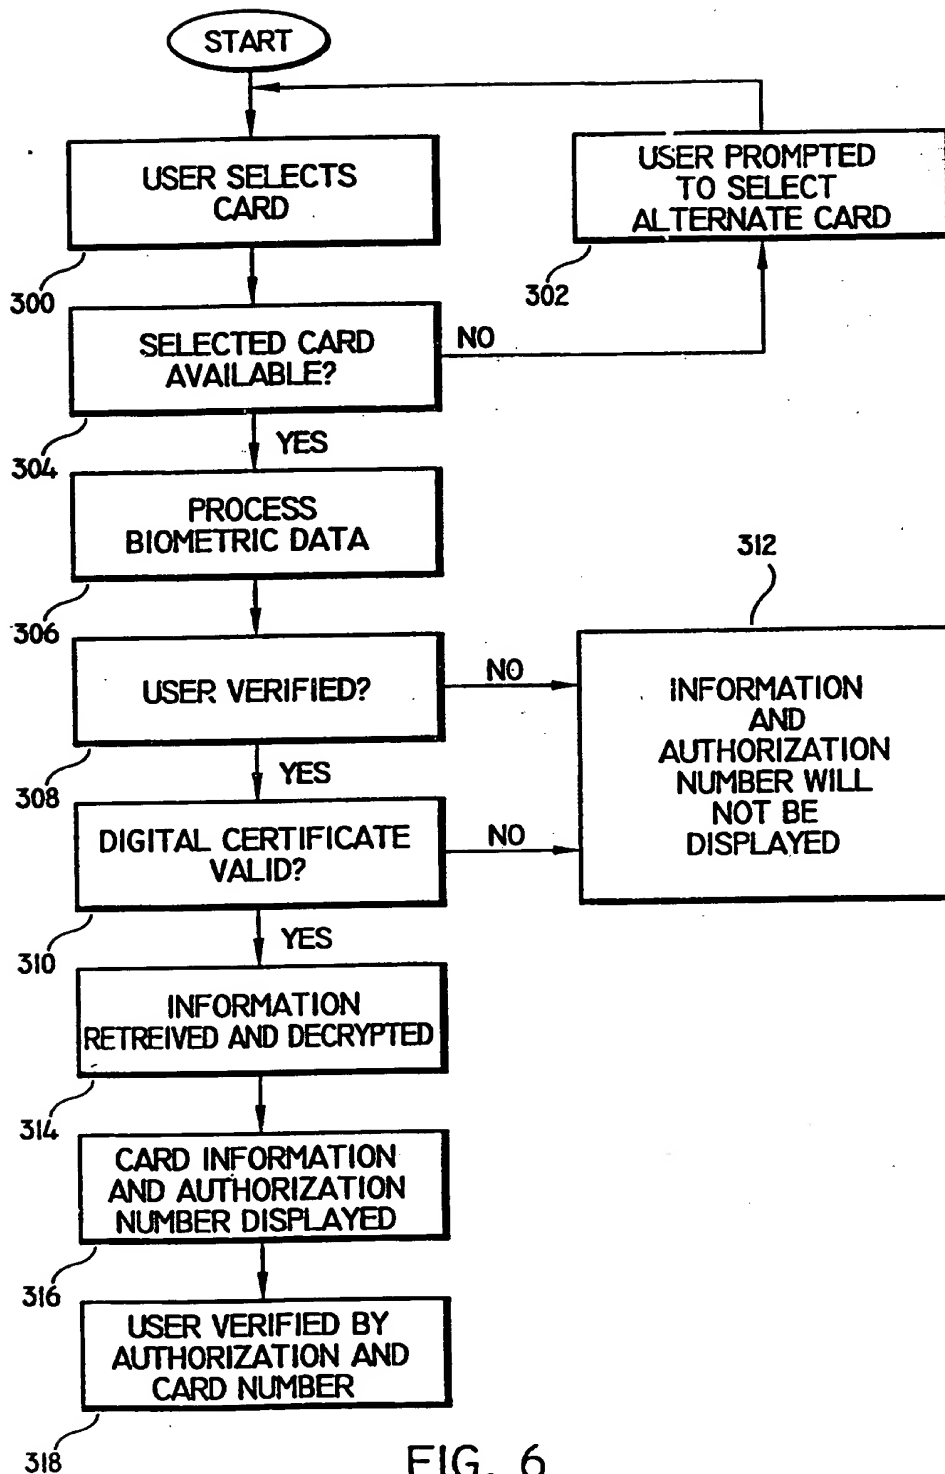 START
USER SELECTS
CARD
300
USER PROMPTED
TO SELECT
ALTERNATE CARD
302
SELECTED CARD
AVAILABLE?
NO
304
YES
PROCESS
BIOMETRIC DATA
306
USER VERIFIED?
NO
312
INFORMATION
AND
AUTHORIZATION
NUMBER WILL
NOT BE
DISPLAYED
308
YES
DIGITAL CERTIFICATE
VALID?
NO
310
YES
INFORMATION
RETREIVED AND DECRYPTED
314
CARD INFORMATION
AND AUTHORIZATION
NUMBER DISPLAYED
316
USER VERIFIED BY
AUTHORIZATION AND
CARD NUMBER
318
FIG. 6